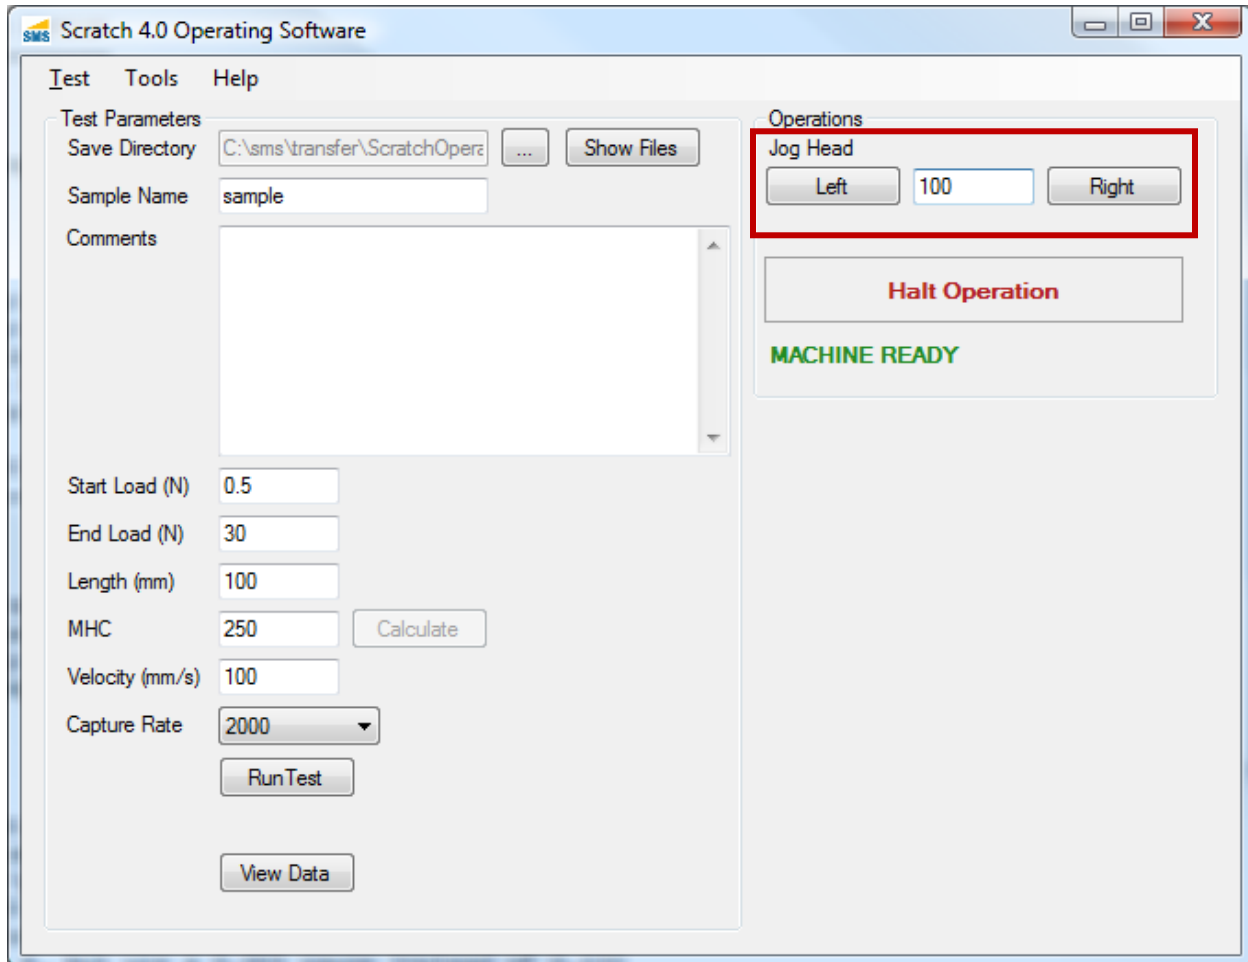 SMS Scratch 4.0 Operating Software
Test Tools Help
Test Parameters
Save Directory C:\sms\transfer\ScratchOpera ... Show Files
Sample Name sample
Comments
Start Load (N) 0.5
End Load (N) 30
Length (mm) 100
MHC 250 Calculate
Velocity (mm/s) 100
Capture Rate 2000
Run Test
View Data
Operations
Jog Head
Left 100 Right
Halt Operation
MACHINE READY